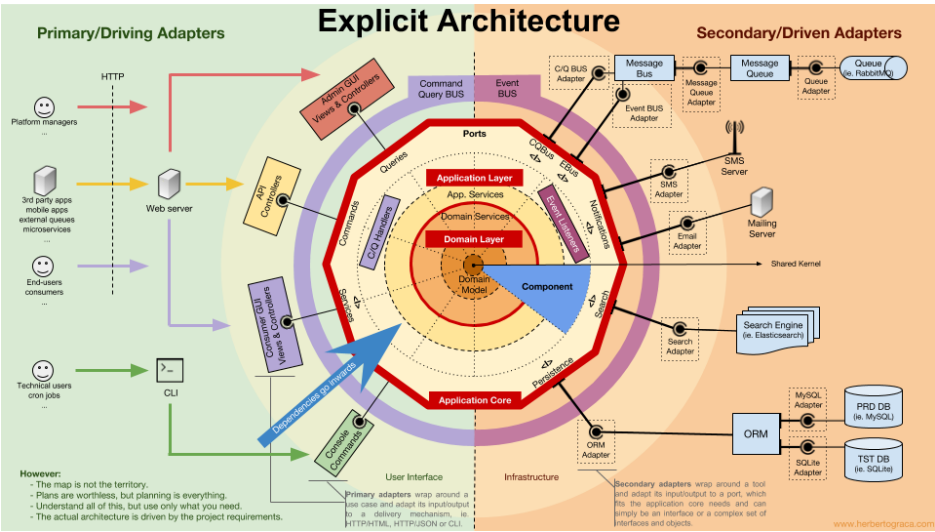 Explicit Architecture
Primary/Driving Adapters
Secondary/Driven Adapters
HTTP
Platform managers
...
3rd party apps
mobile apps
external queues
microservices
...
End-users
consumers
...
Technical users
cron jobs
...
Web server
CLI
Admin GUI
Views & Controllers
API
Controllers
Consumer GUI
Views & Controllers
Console
Commands
Command
Query BUS
Event
BUS
Ports
Queries
Commands
Services
</>
CQBus
</>
EBus
</>
Notifications
</>
Search
</>
Persistence
</>
Application Layer
App. Services
C/Q Handlers
Event Listeners
Domain Services
Domain Layer
Domain
Model
Component
Application Core
Dependencies go inwards
C/Q BUS
Adapter
Message
Bus
Event BUS
Adapter
Message
Queue
Adapter
Message
Queue
Queue
Adapter
Queue
(ie. RabbitMQ)
SMS
Server
SMS
Adapter
Mailing
Server
Email
Adapter
Shared Kernel
Search
Adapter
Search Engine
(ie. Elasticsearch)
ORM
Adapter
ORM
MySQL
Adapter
PRD DB
(ie. MySQL)
SQLite
Adapter
TST DB
(ie. SQLite)
User Interface
Infrastructure
However:
- The map is not the territory.
- Plans are worthless, but planning is everything.
- Understand all of this, but use only what you need.
- The actual architecture is driven by the project requirements.
Primary adapters wrap around a
use case and adapt its input/output
to a delivery mechanism, ie.
HTTP/HTML, HTTP/JSON or CLI.
Secondary adapters wrap around a tool
and adapt its input/output to a port, which
fits the application core needs and can
simply be an interface or a complex set of
interfaces and objects.
www.herbertograca.com